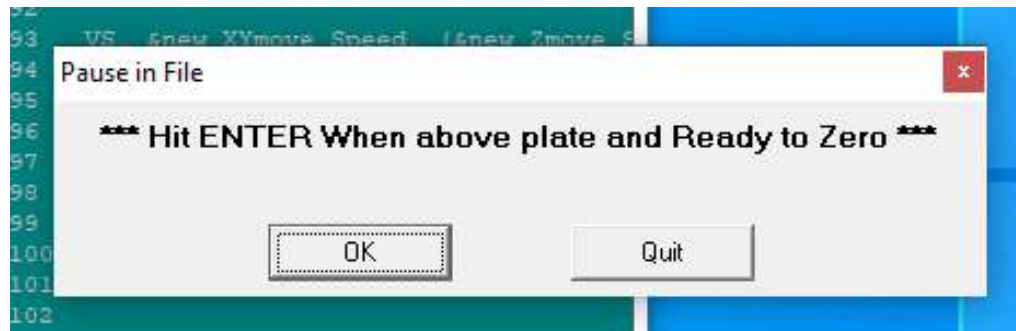 92
93 VS &new XYmove Speed (&new Zmove S
94 Pause in File x
95
96 *** Hit ENTER When above plate and Ready to Zero ***
97
98
99
100 OK Quit
101
102